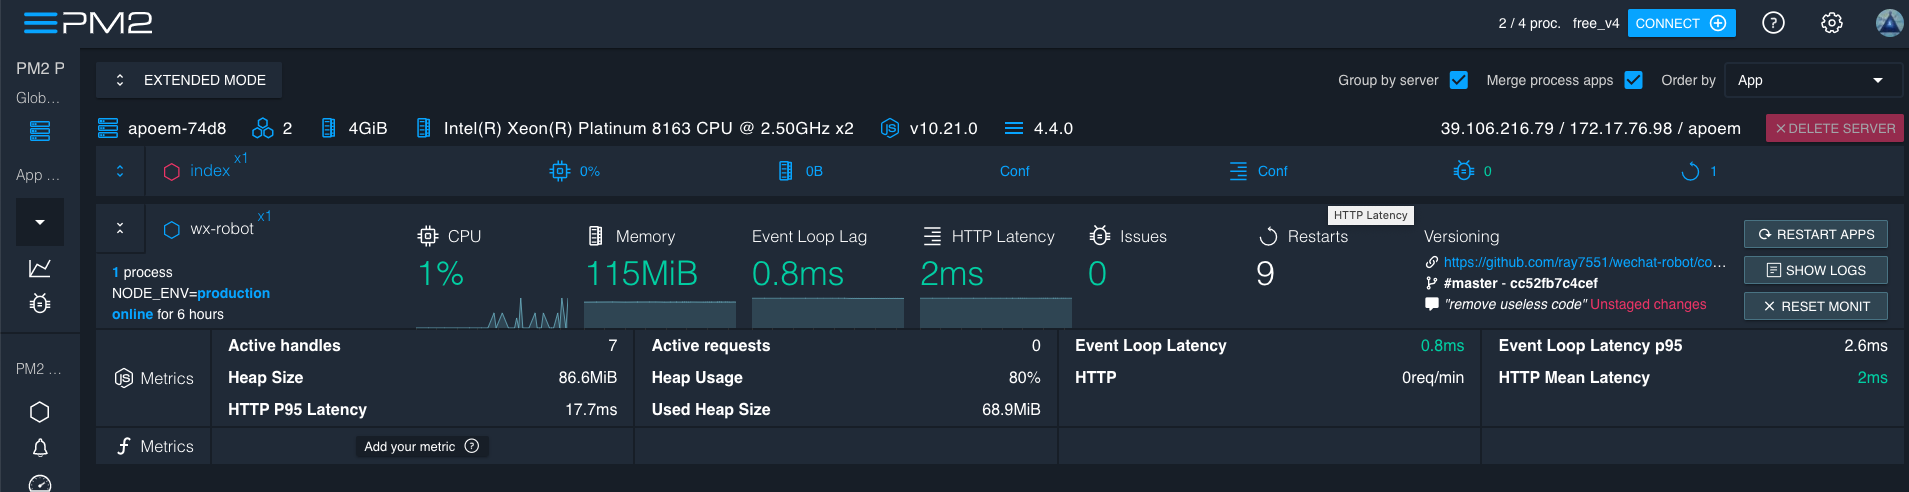 PM2
2 / 4 proc. free_v4 CONNECT
PM2 P
Glob...
App ...
PM2 ...
EXTENDED MODE
Group by server Merge process apps Order by App
apoem-74d8 2 4GiB Intel(R) Xeon(R) Platinum 8163 CPU @ 2.50GHz x2 JS v10.21.0 4.4.0 39.106.216.79 / 172.17.76.98 / apoem ×DELETE SERVER
index x1 0% 0B Conf Conf 0 1
HTTP Latency
wx-robot x1
1 process
NODE_ENV=production
online for 6 hours
CPU
1%
Memory
115MiB
Event Loop Lag
0.8ms
HTTP Latency
2ms
Issues
0
Restarts
9
Versioning
https://github.com/ray7551/wechat-robot/co...
#master - cc52fb7c4cef
"remove useless code" Unstaged changes
RESTART APPS
SHOW LOGS
× RESET MONIT
JS Metrics
Active handles 7
Heap Size 86.6MiB
HTTP P95 Latency 17.7ms
Active requests 0
Heap Usage 80%
Used Heap Size 68.9MiB
Event Loop Latency 0.8ms
HTTP 0req/min
Event Loop Latency p95 2.6ms
HTTP Mean Latency 2ms
Metrics
Add your metric